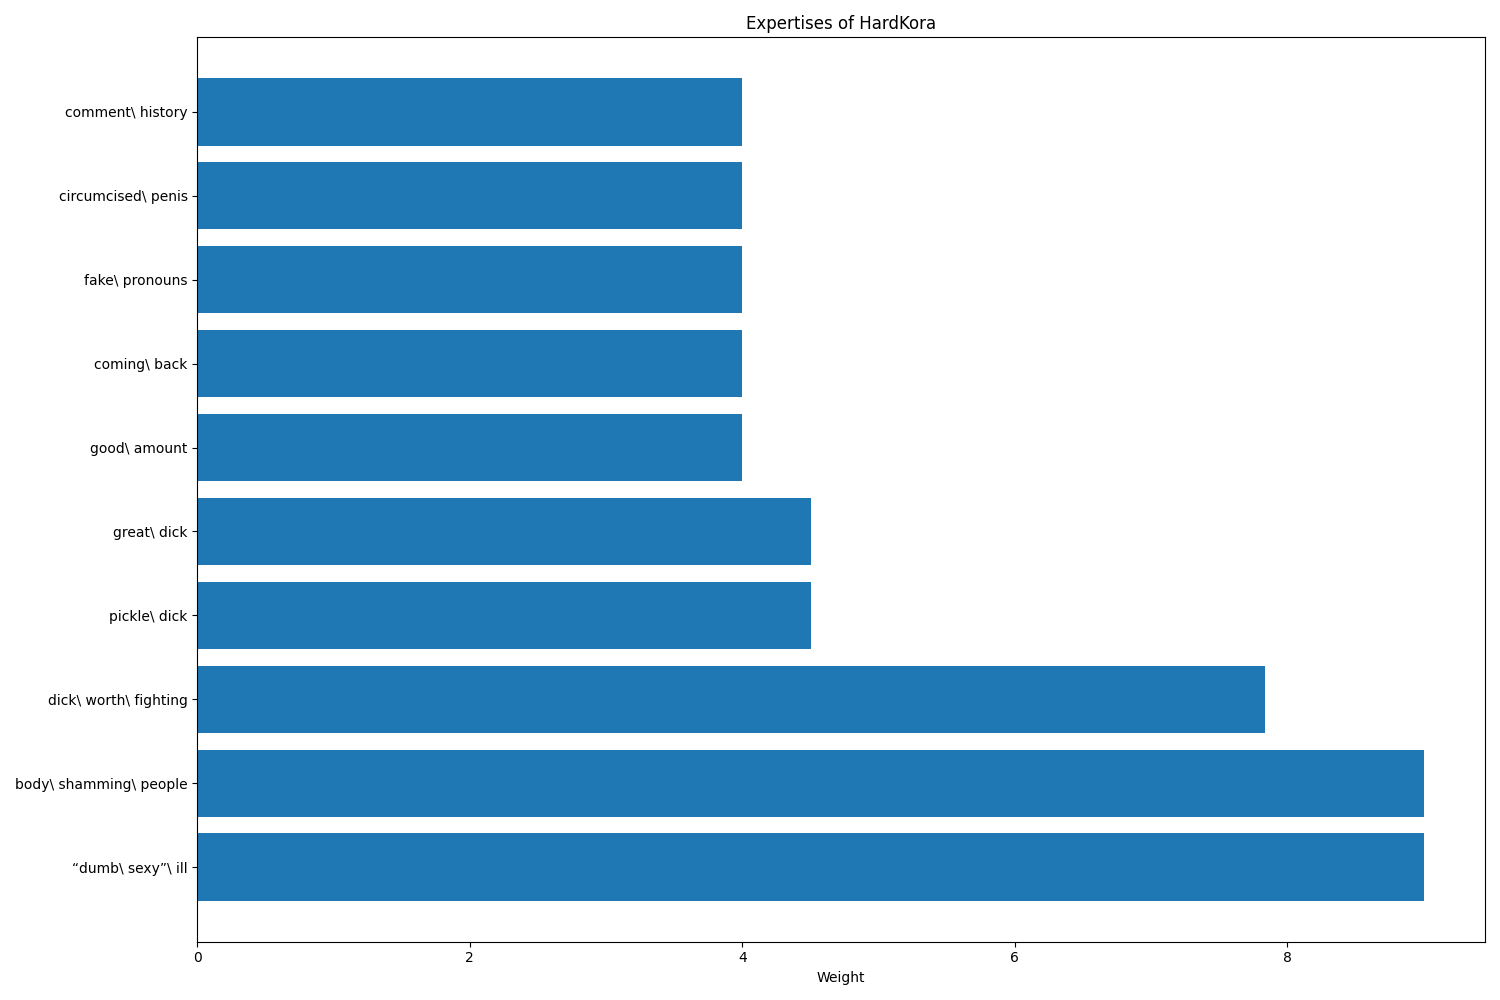 Expertises of HardKora
comment\ history
circumcised\ penis
fake\ pronouns
coming\ back
good\ amount
great\ dick
pickle\ dick
dick\ worth\ fighting
body\ shamming\ people
“dumb\ sexy”\ ill
0 2 4 6 8
Weight